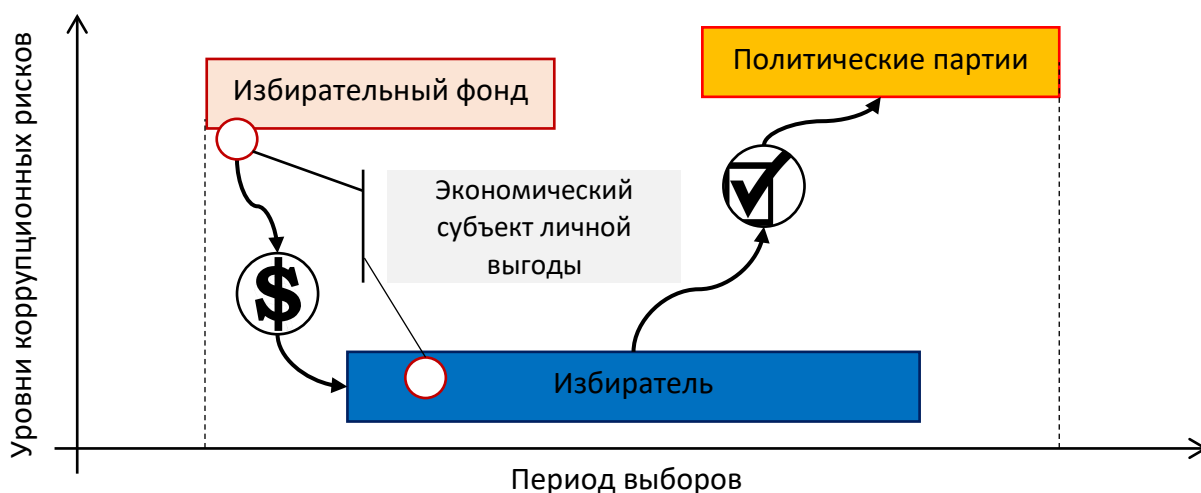 Уровни коррупционных рисков
Политические партии
Избирательный фонд
Экономический
субъект личной
выгоды
$
Избиратель
Период выборов